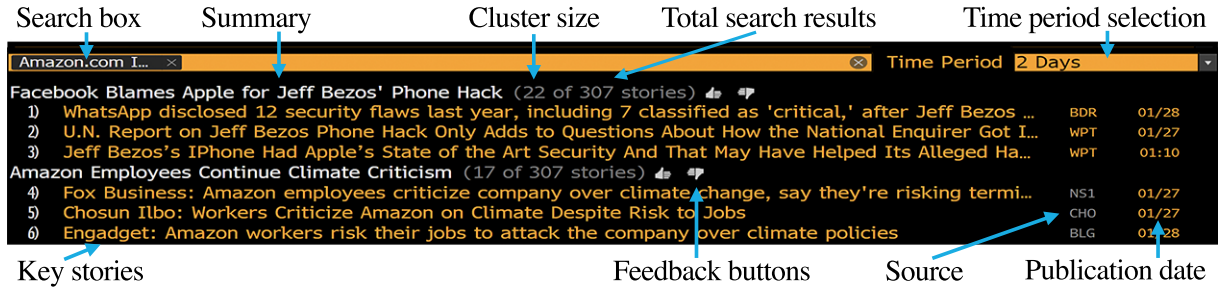 Search box Summary Cluster size Total search results Time period selection
Amazon.com I... × Time Period 2 Days
Facebook Blames Apple for Jeff Bezos' Phone Hack (22 of 307 stories)
1) WhatsApp disclosed 12 security flaws last year, including 7 classified as 'critical,' after Jeff Bezos ... BDR 01/28
2) U.N. Report on Jeff Bezos Phone Hack Only Adds to Questions About How the National Enquirer Got I... WPT 01/27
3) Jeff Bezos’s IPhone Had Apple’s State of the Art Security And That May Have Helped Its Alleged Ha... WPT 01:10
Amazon Employees Continue Climate Criticism (17 of 307 stories)
4) Fox Business: Amazon employees criticize company over climate change, say they're risking termi... NS1 01/27
5) Chosun Ilbo: Workers Criticize Amazon on Climate Despite Risk to Jobs CHO 01/27
6) Engadget: Amazon workers risk their jobs to attack the company over climate policies BLG 01/28
Key stories Feedback buttons Source Publication date